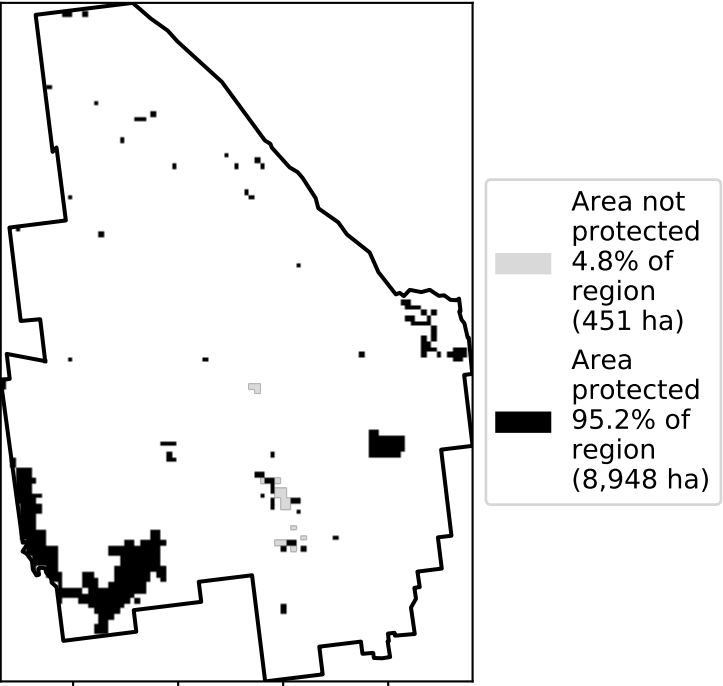 Area not
protected
4.8% of
region
(451 ha)
Area
protected
95.2% of
region
(8,948 ha)